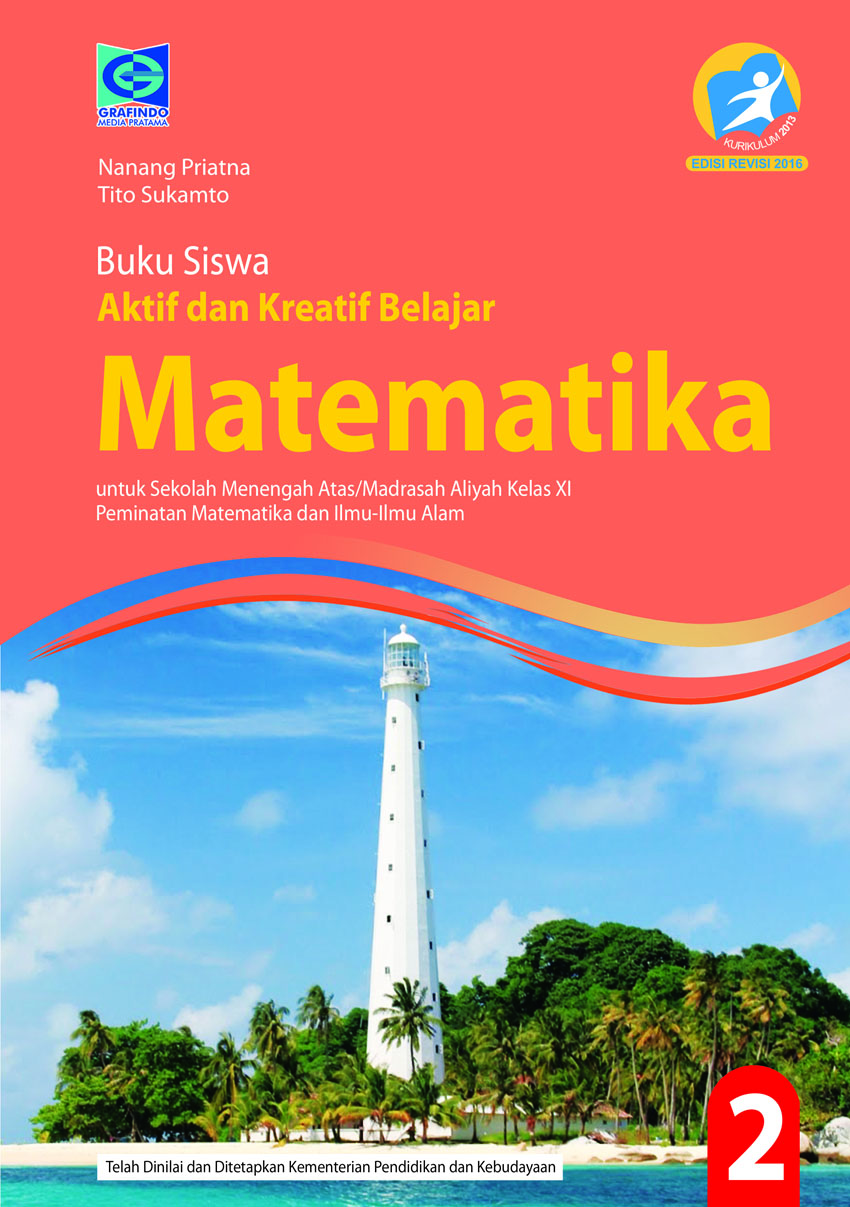 GRAFINDO
MEDIA PRATAMA
KURIKULUM 2013
EDISI REVISI 2016
Nanang Priatna
Tito Sukamto
Buku Siswa
Aktif dan Kreatif Belajar
Matematika
untuk Sekolah Menengah Atas/Madrasah Aliyah Kelas XI
Peminatan Matematika dan Ilmu-Ilmu Alam
2
Telah Dinilai dan Ditetapkan Kementerian Pendidikan dan Kebudayaan